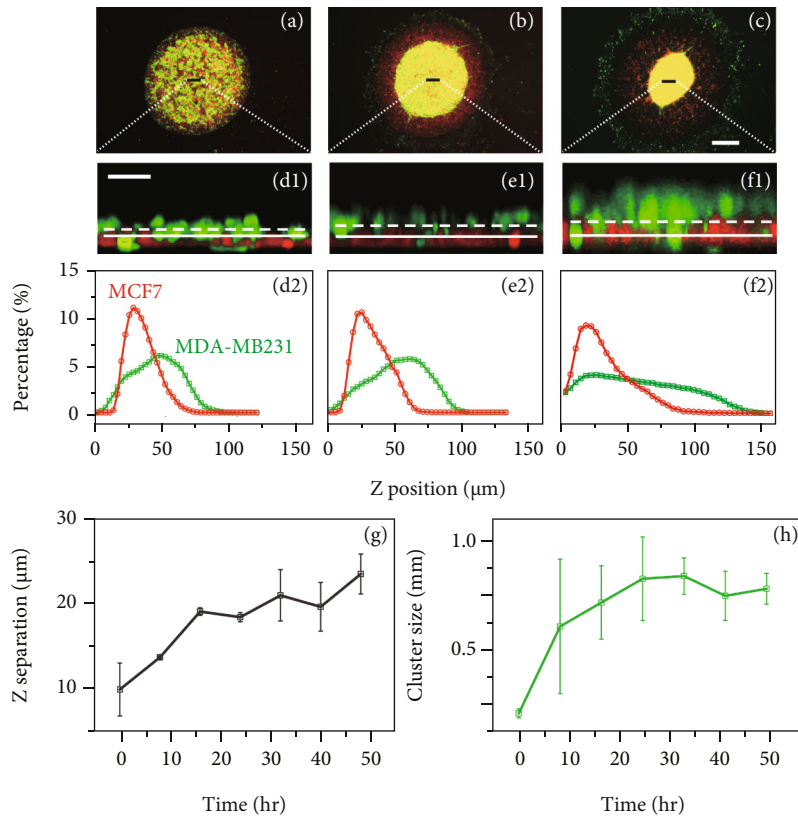 (a) (b) (c)
(d1) (e1) (f1)
15 (d2) (e2) (f2)
MCF7
10
MDA-MB231
5
0
Percentage (%)
0 50 100 150 0 50 100 150 0 50 100 150
Z position (μm)
30 (g)
20
10
Z separation (μm)
0 10 20 30 40 50
Time (hr)
1.0 (h)
0.5
Cluster size (mm)
0 10 20 30 40 50
Time (hr)